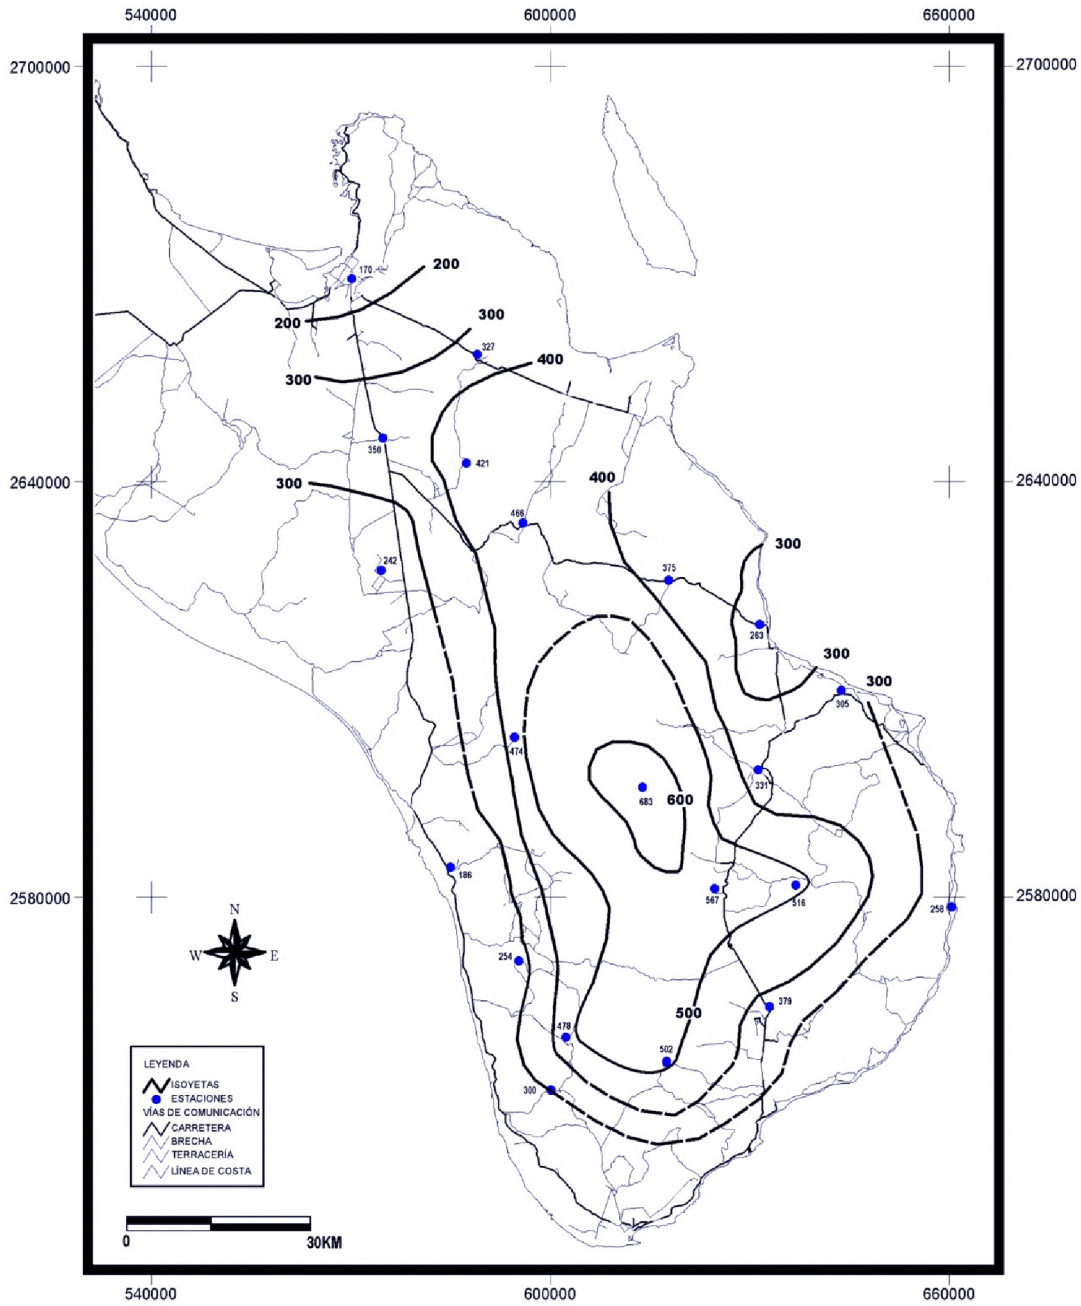 540000 600000 660000
2700000 2700000
170
200
200
300
327
400
300
350
421
300
400
2640000 2640000
466
300
242
375
263
300
300
305
474
331
683
600
186
567
516
2580000 2580000
258
N
W E
S
254
379
500
478
502
300
LEYENDA
ISOYETAS
ESTACIONES
VÍAS DE COMUNICACIÓN
CARRETERA
BRECHA
TERRACERÍA
LÍNEA DE COSTA
0 30KM
540000 600000 660000